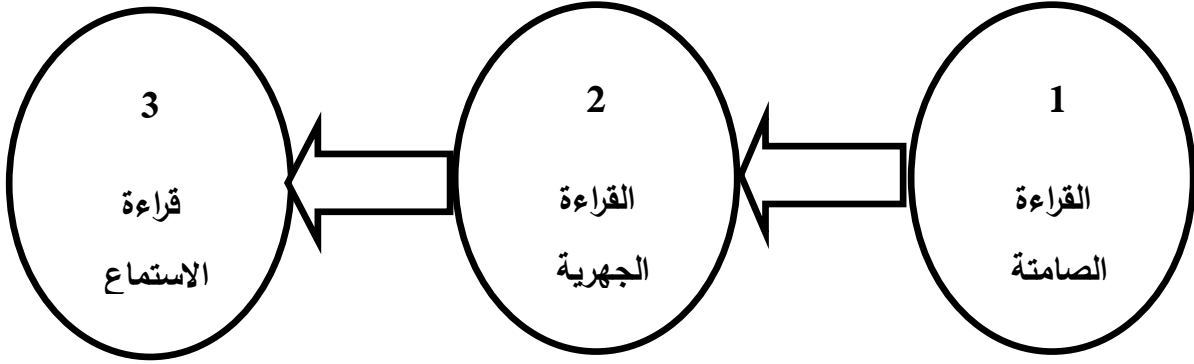 1
القراءة
الصامتة
2
القراءة
الجهرية
3
قراءة
الاستماع